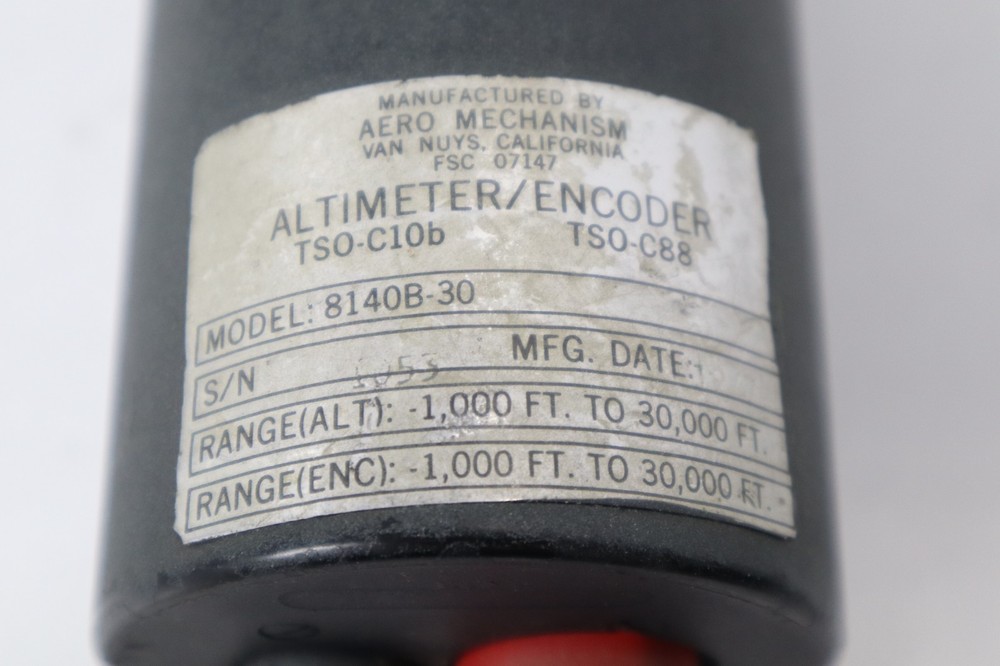 MANUFACTURED BY
AERO MECHANISM
VAN NUYS, CALIFORNIA
FSC 07147
ALTIMETER/ENCODER
TSO-C10b TSO-C88
MODEL: 8140B-30
S/N MFG. DATE:
RANGE(ALT): -1,000 FT. TO 30,000 FT.
RANGE(ENC): -1,000 FT. TO 30,000 FT.